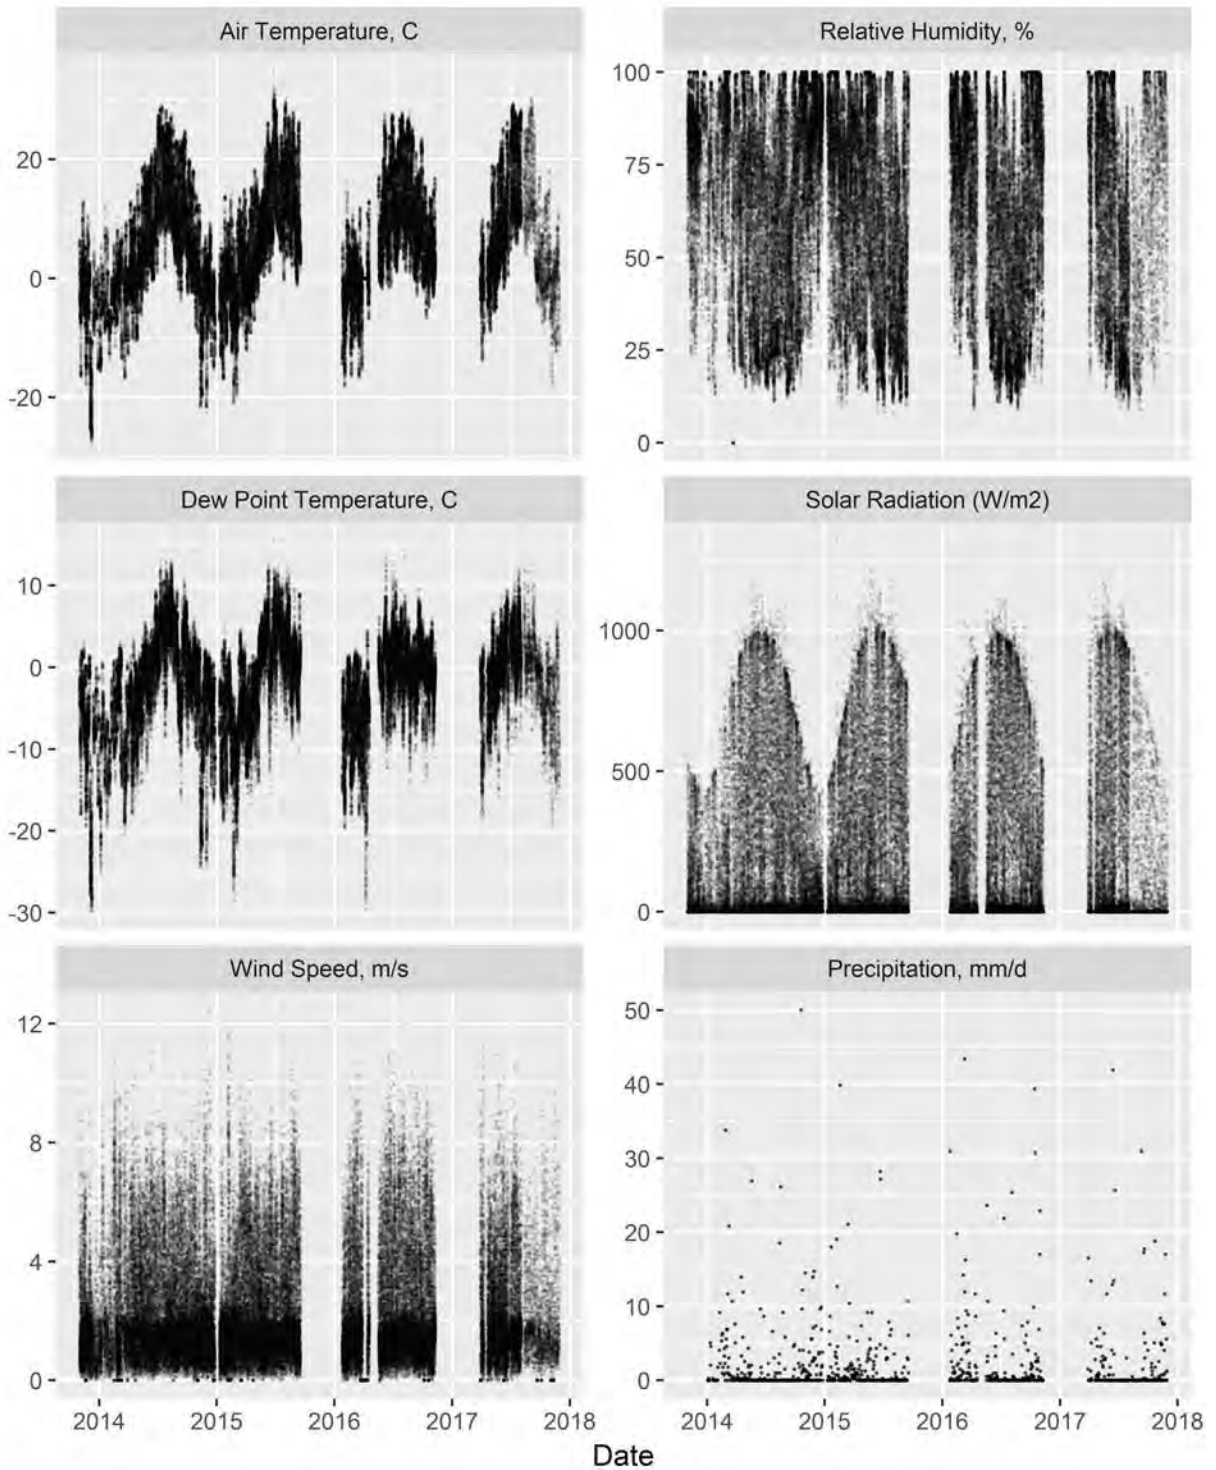 Air Temperature, C
Relative Humidity, %
20
0
-20
100
75
50
25
0
Dew Point Temperature, C
Solar Radiation (W/m2)
10
0
-10
-20
-30
1000
500
0
Wind Speed, m/s
Precipitation, mm/d
12
8
4
0
50
40
30
20
10
0
2014 2015 2016 2017 2018
2014 2015 2016 2017 2018
Date